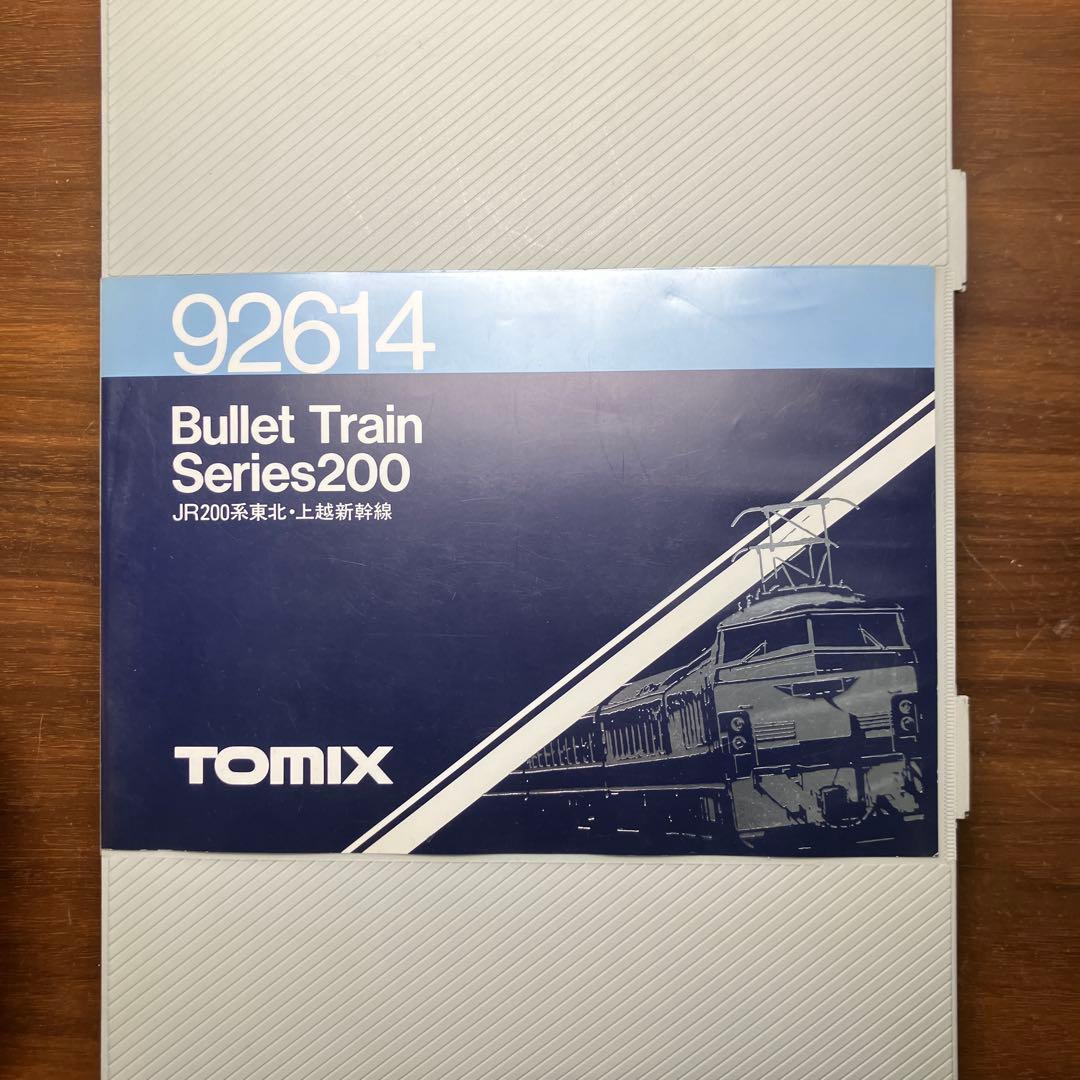 92614
Bullet Train
Series200
JR200系東北・上越新幹線
TOMIX